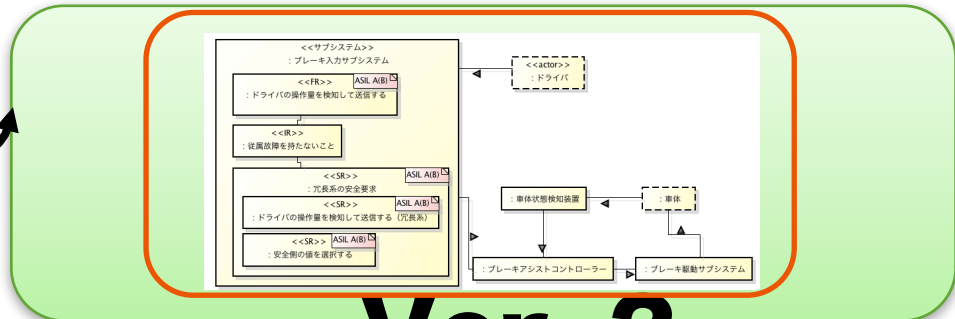 <<サブシステム>>
: ブレーキ入力サブシステム
<<FR>>
ASIL A(B)
: ドライバの操作量を検知して送信する
<<IR>>
: 従属故障を持たないこと
<<SR>>
ASIL A(B)
: 冗長系の安全要求
<<SR>>
ASIL A(B)
: ドライバの操作量を検知して送信する（冗長系）
<<SR>>
ASIL A(B)
: 安全側の値を選択する
<<actor>>
: ドライバ
: 車体状態検知装置
: 車体
: ブレーキアシストコントローラー
: ブレーキ駆動サブシステム